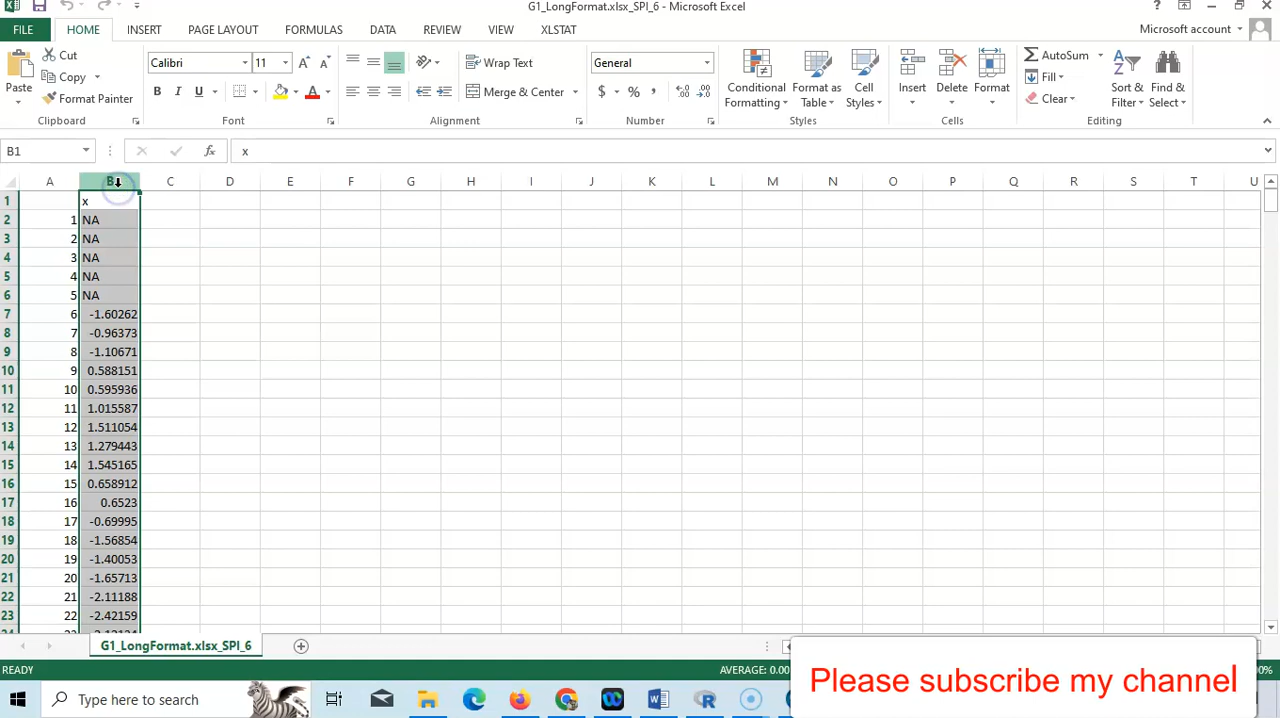 G1_LongFormat.xlsx_SPI_6 - Microsoft Excel
FILE HOME INSERT PAGE LAYOUT FORMULAS DATA REVIEW VIEW XLSTAT Microsoft account
Cut
Copy
Format Painter
Paste
Calibri 11
B I U A
Wrap Text
Merge & Center
General
$ % ,
Conditional Formatting
Format as Table
Cell Styles
Insert Delete Format
AutoSum
Fill
Clear
Sort & Filter
Find & Select
Clipboard Font Alignment Number Styles Cells Editing
B1 fx x
A B C D E F G H I J K L M N O P Q R S T U
1 x
2 1 NA
3 2 NA
4 3 NA
5 4 NA
6 5 NA
7 6 -1.60262
8 7 -0.96373
9 8 -1.10671
10 9 0.588151
11 10 0.595936
12 11 1.015587
13 12 1.511054
14 13 1.279443
15 14 1.545165
16 15 0.658912
17 16 0.6523
18 17 -0.69995
19 18 -1.56854
20 19 -1.40053
21 20 -1.65713
22 21 -2.11188
23 22 -2.42159
G1_LongFormat.xlsx_SPI_6
READY AVERAGE: 0.00
Please subscribe my channel
Type here to search